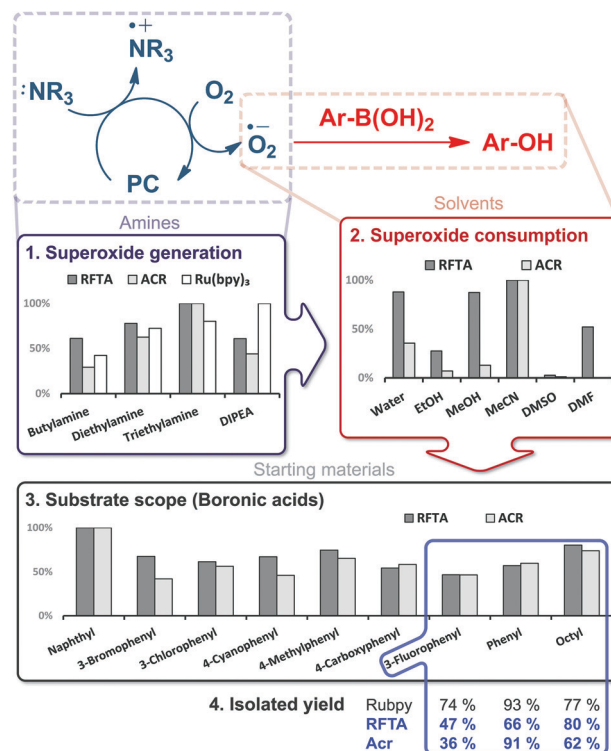 •+
NR3
:NR3
O2
•−
O2
PC
Ar-B(OH)2
Ar-OH
Amines
Solvents
1. Superoxide generation
RFTA ACR Ru(bpy)3
100%
50%
0%
Butylamine
Diethylamine
Triethylamine
DIPEA
2. Superoxide consumption
RFTA ACR
100%
50%
0%
Water
EtOH
MeOH
MeCN
DMSO
DMF
Starting materials
3. Substrate scope (Boronic acids)
RFTA ACR
100%
50%
0%
Naphthyl
3-Bromophenyl
3-Chlorophenyl
4-Cyanophenyl
4-Methylphenyl
4-Carboxyphenyl
3-Fluorophenyl
Phenyl
Octyl
4. Isolated yield Rubpy 74 % 93 % 77 %
RFTA 47 % 66 % 80 %
Acr 36 % 91 % 62 %